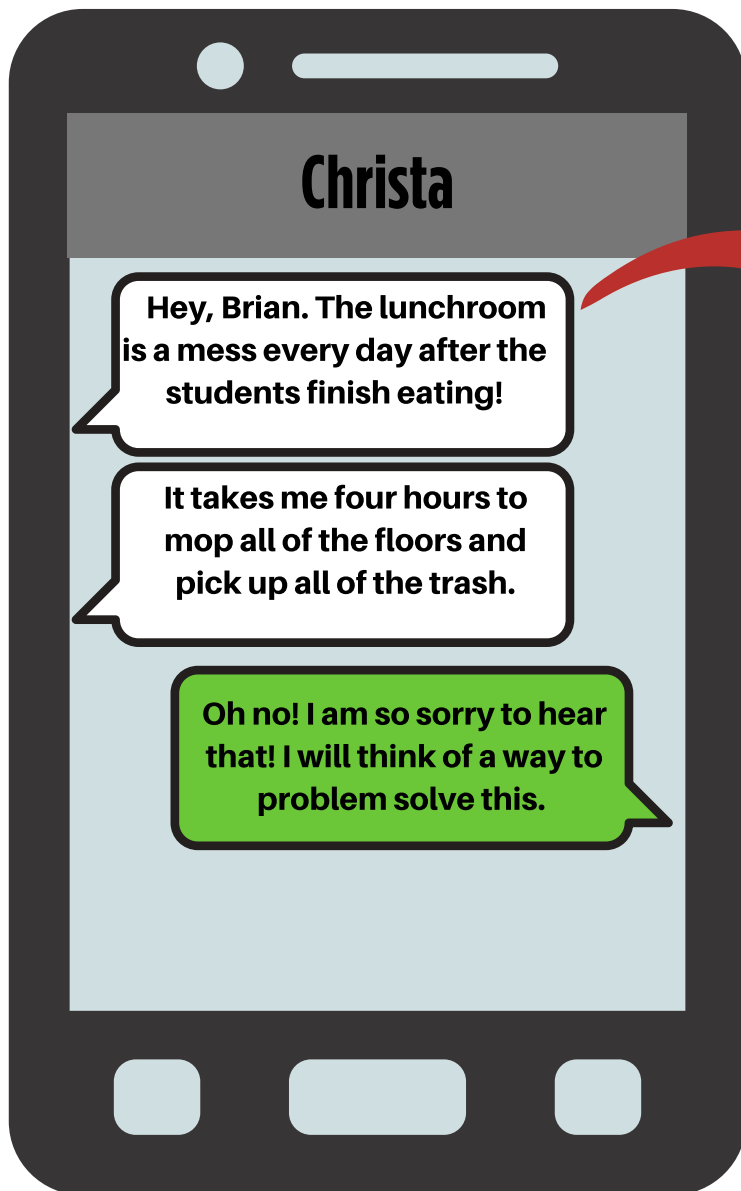 Christa
Hey, Brian. The lunchroom
is a mess every day after the
students finish eating!
It takes me four hours to
mop all of the floors and
pick up all of the trash.
Oh no! I am so sorry to hear
that! I will think of a way to
problem solve this.